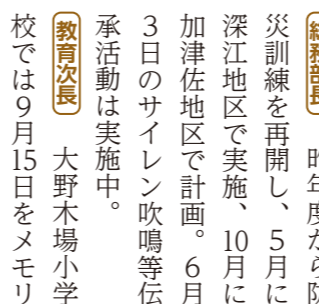 総務部長 昨年度から防
災訓練を再開し、5月に
深江地区で実施、10月に
加津佐地区で計画。6月
3日のサイレン吹鳴等伝
承活動は実施中。
教育次長 大野木場小学
校では9月15日をメモリ